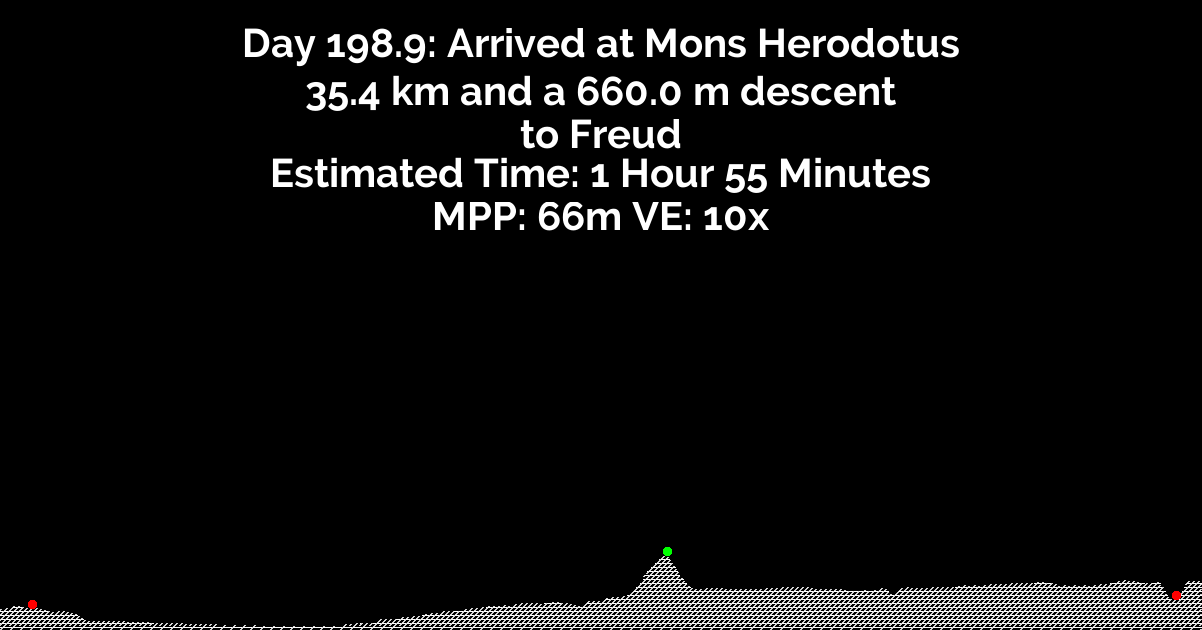 Day 198.9: Arrived at Mons Herodotus
35.4 km and a 660.0 m descent
to Freud
Estimated Time: 1 Hour 55 Minutes
MPP: 66m VE: 10x